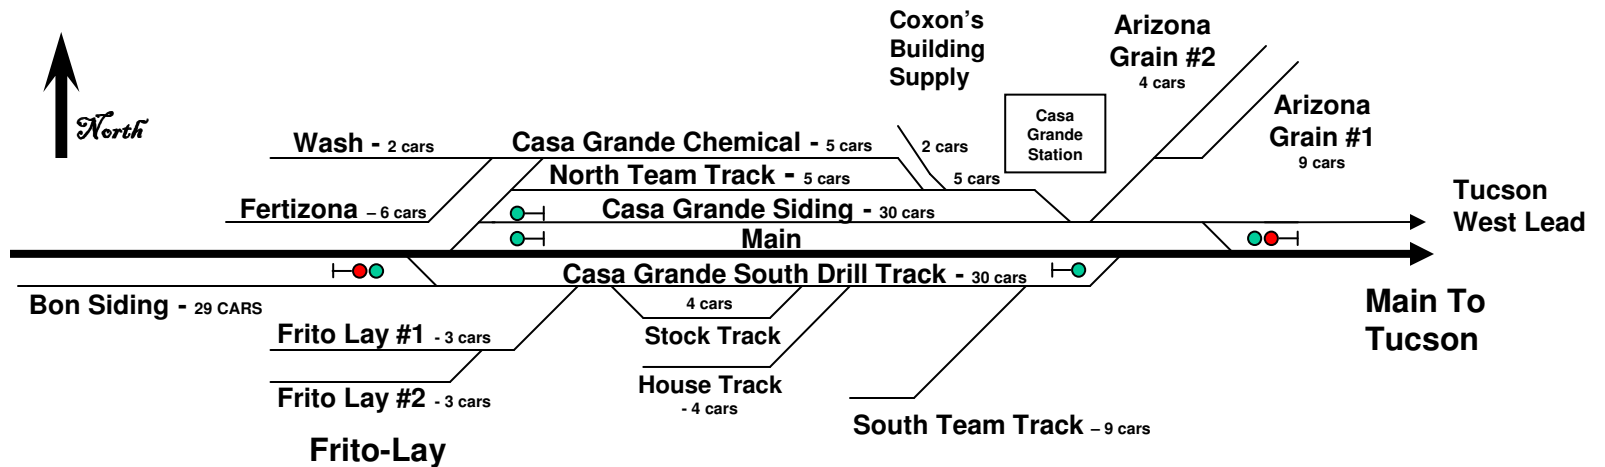 North
Coxon’s
Building
Supply
Arizona
Grain #2
4 cars
Casa
Grande
Station
Arizona
Grain #1
9 cars
Wash - 2 cars
Casa Grande Chemical - 5 cars
2 cars
North Team Track - 5 cars
5 cars
Fertizona – 6 cars
Casa Grande Siding - 30 cars
Tucson
West Lead
Main
Casa Grande South Drill Track - 30 cars
Bon Siding - 29 CARS
4 cars
Stock Track
Main To
Tucson
Frito Lay #1 - 3 cars
House Track
- 4 cars
Frito Lay #2 - 3 cars
South Team Track – 9 cars
Frito-Lay